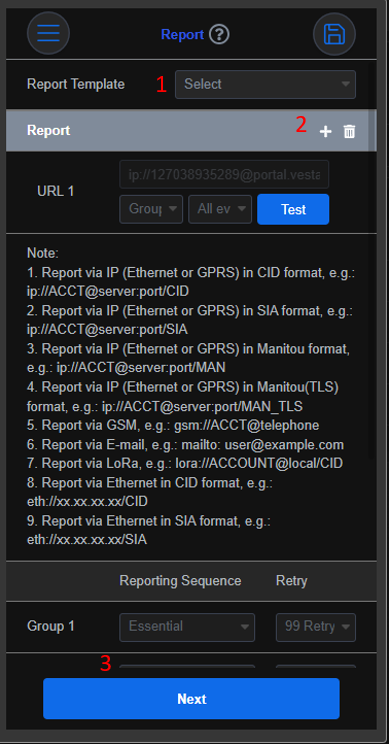 Report ?
Report Template 1 Select
2
Report +
ip://127038935289@portal.vesta
URL 1
Group All ev Test
Note:
1. Report via IP (Ethernet or GPRS) in CID format, e.g.:
ip://ACCT@server:port/CID
2. Report via IP (Ethernet or GPRS) in SIA format, e.g.:
ip://ACCT@server:port/SIA
3. Report via IP (Ethernet or GPRS) in Manitou format,
e.g.: ip://ACCT@server:port/MAN
4. Report via IP (Ethernet or GPRS) in Manitou(TLS)
format, e.g.: ip://ACCT@server:port/MAN_TLS
5. Report via GSM, e.g.: gsm://ACCT@telephone
6. Report via E-mail, e.g.: mailto: user@example.com
7. Report via LoRa, e.g.: lora://ACCOUNT@local/CID
8. Report via Ethernet in CID format, e.g.:
eth://xx.xx.xx.xx/CID
9. Report via Ethernet in SIA format, e.g.:
eth://xx.xx.xx.xx/SIA
Reporting Sequence Retry
Group 1 Essential 99 Retry
3
Next